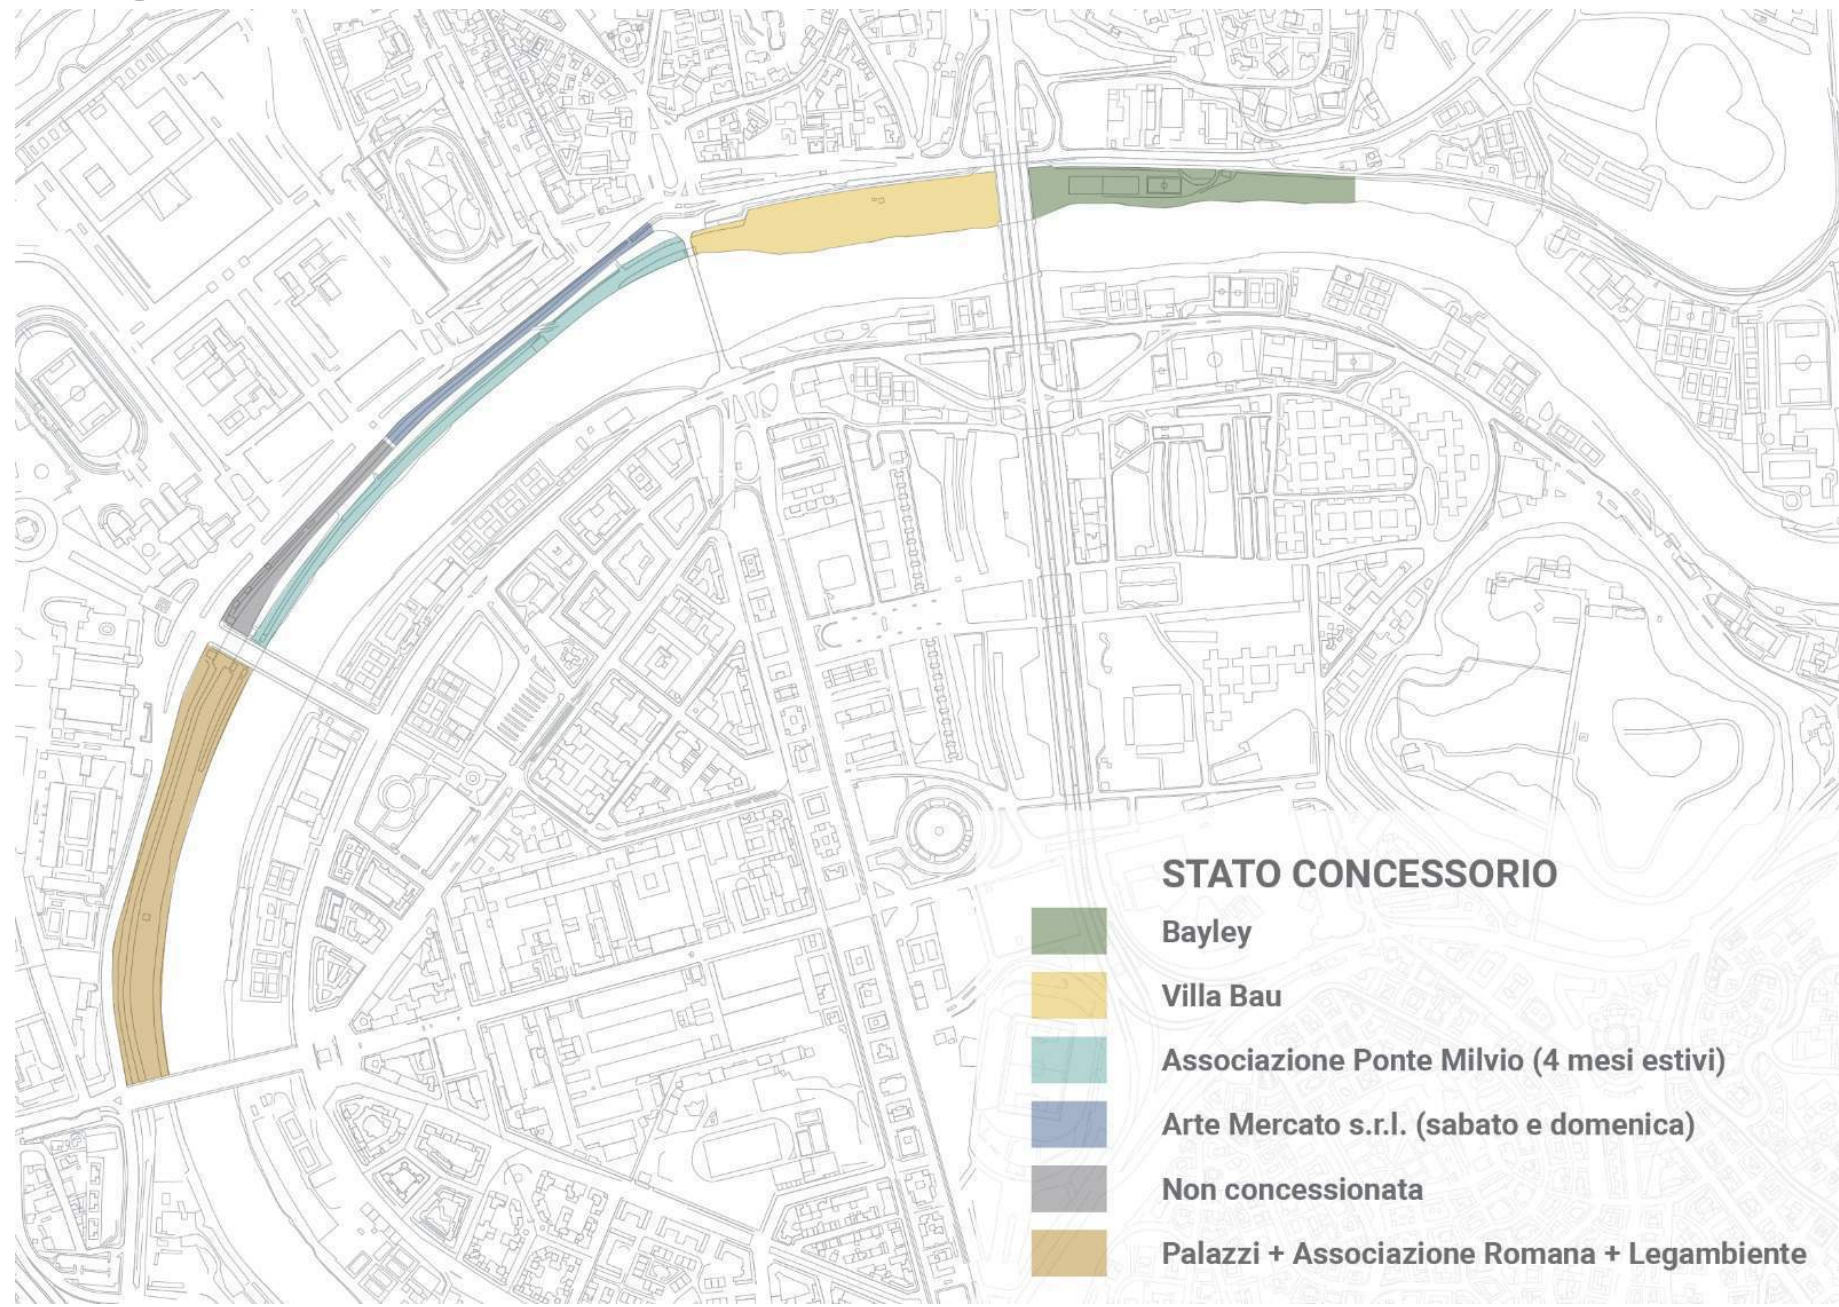 STATO CONCESSORIO
Bayley
Villa Bau
Associazione Ponte Milvio (4 mesi estivi)
Arte Mercato s.r.l. (sabato e domenica)
Non concessionata
Palazzi + Associazione Romana + Legambiente